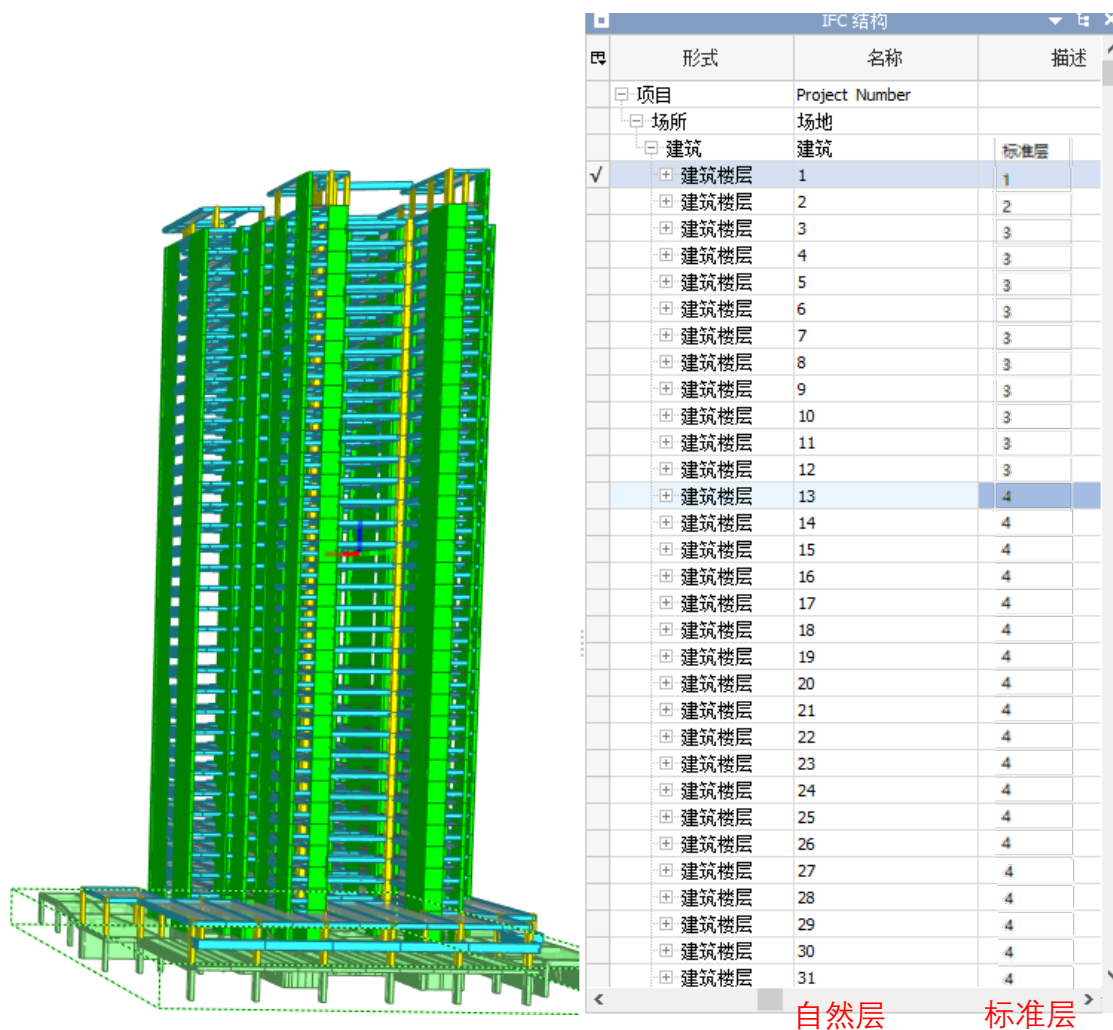 IFC 结构
形式 名称 描述
项目 Project Number
场所 场地
建筑 建筑 标准层
√ 建筑楼层 1 1
建筑楼层 2 2
建筑楼层 3 3
建筑楼层 4 3
建筑楼层 5 3
建筑楼层 6 3
建筑楼层 7 3
建筑楼层 8 3
建筑楼层 9 3
建筑楼层 10 3
建筑楼层 11 3
建筑楼层 12 3
建筑楼层 13 4
建筑楼层 14 4
建筑楼层 15 4
建筑楼层 16 4
建筑楼层 17 4
建筑楼层 18 4
建筑楼层 19 4
建筑楼层 20 4
建筑楼层 21 4
建筑楼层 22 4
建筑楼层 23 4
建筑楼层 24 4
建筑楼层 25 4
建筑楼层 26 4
建筑楼层 27 4
建筑楼层 28 4
建筑楼层 29 4
建筑楼层 30 4
建筑楼层 31 4
自然层 标准层